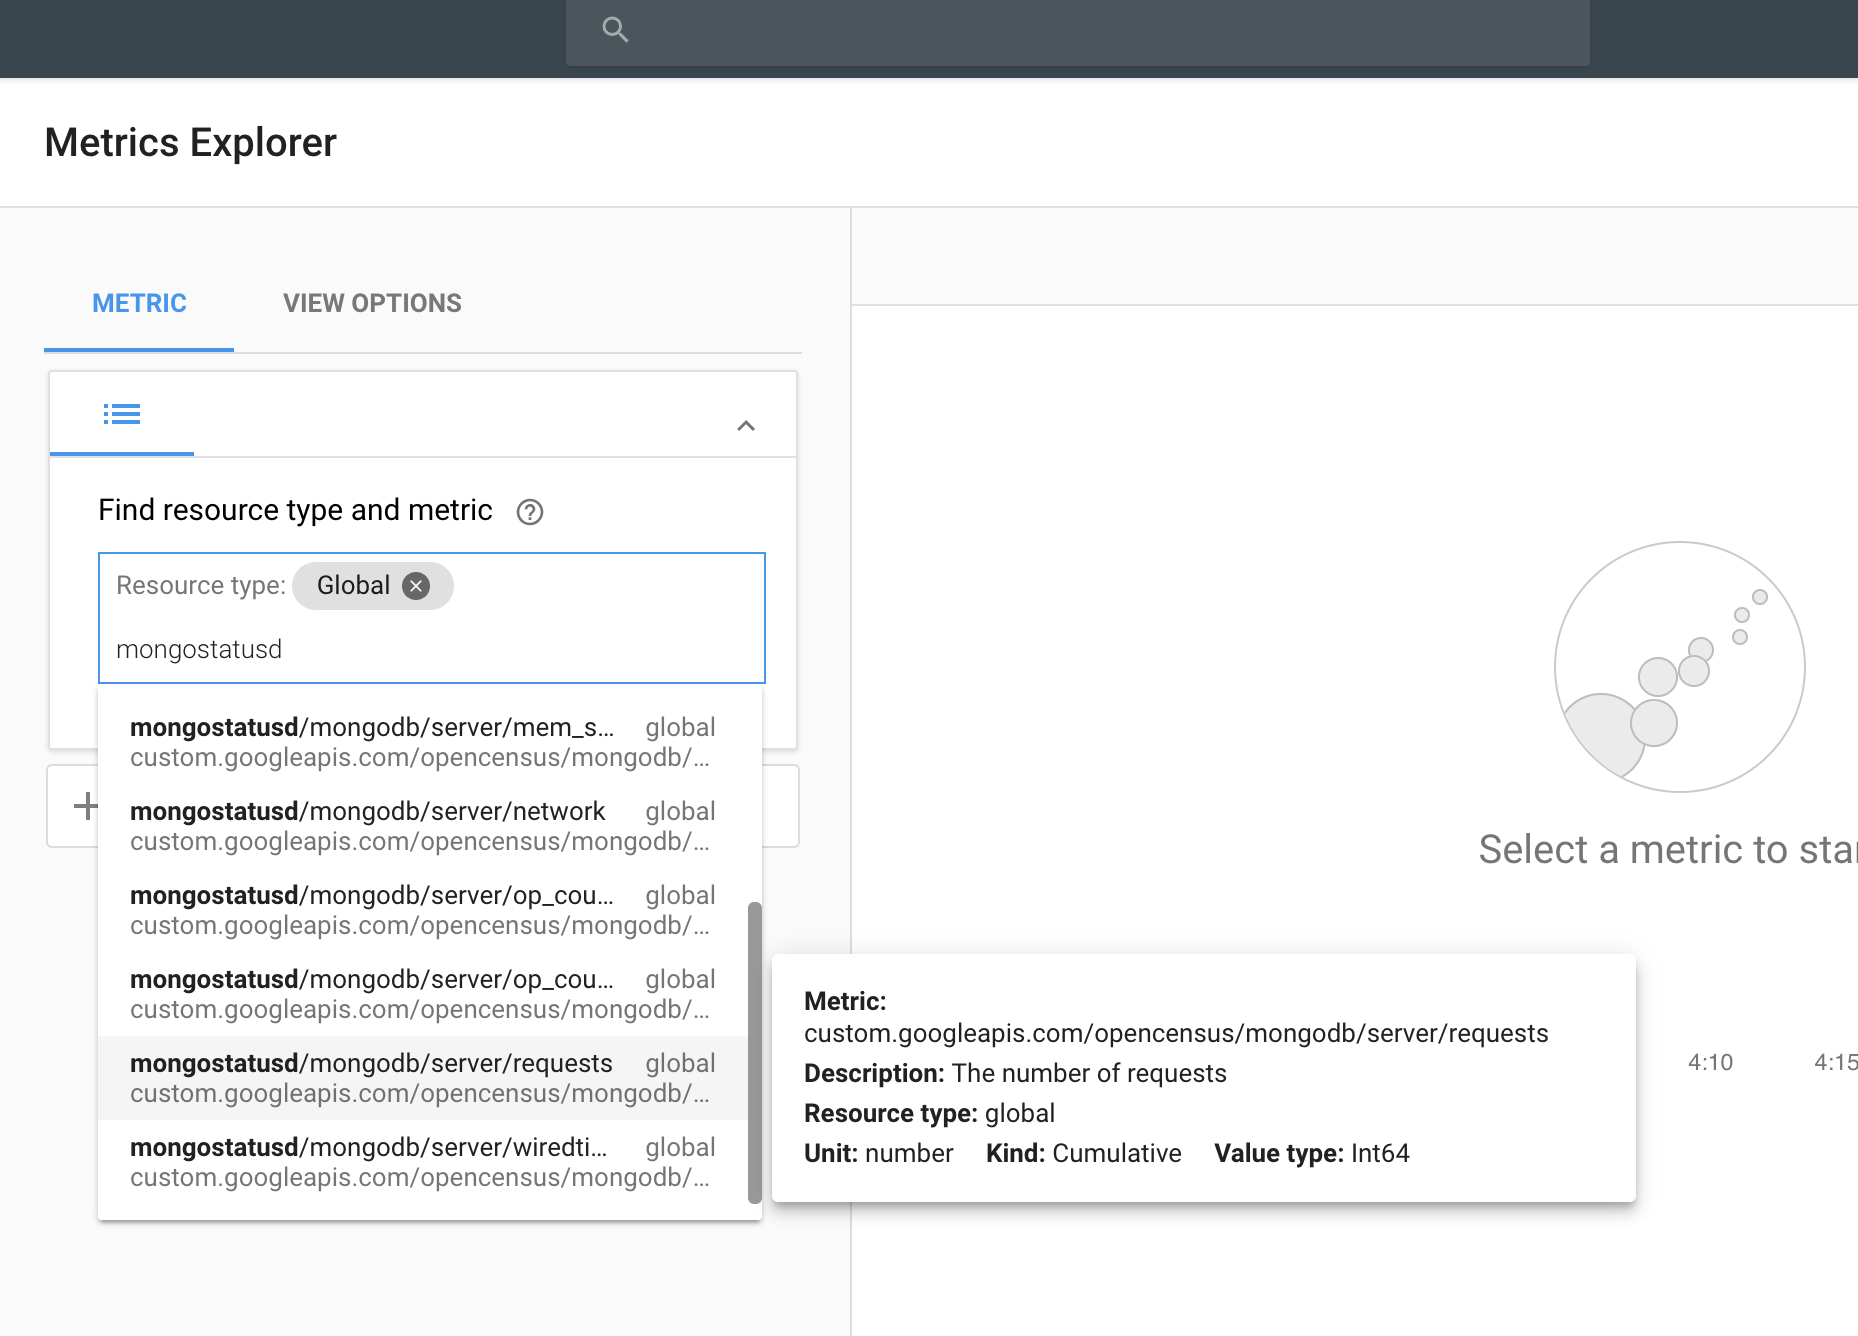 Metrics Explorer
METRIC VIEW OPTIONS
Find resource type and metric
Resource type: Global
mongostatusd
mongostatusd/mongodb/server/mem_s... global
custom.googleapis.com/opencensus/mongodb/...
mongostatusd/mongodb/server/network global
custom.googleapis.com/opencensus/mongodb/...
mongostatusd/mongodb/server/op_cou... global
custom.googleapis.com/opencensus/mongodb/...
mongostatusd/mongodb/server/op_cou... global
custom.googleapis.com/opencensus/mongodb/...
mongostatusd/mongodb/server/requests global
custom.googleapis.com/opencensus/mongodb/...
mongostatusd/mongodb/server/wiredti... global
custom.googleapis.com/opencensus/mongodb/...
Select a metric to sta
Metric:
custom.googleapis.com/opencensus/mongodb/server/requests
Description: The number of requests
Resource type: global
Unit: number Kind: Cumulative Value type: Int64
4:10 4:15